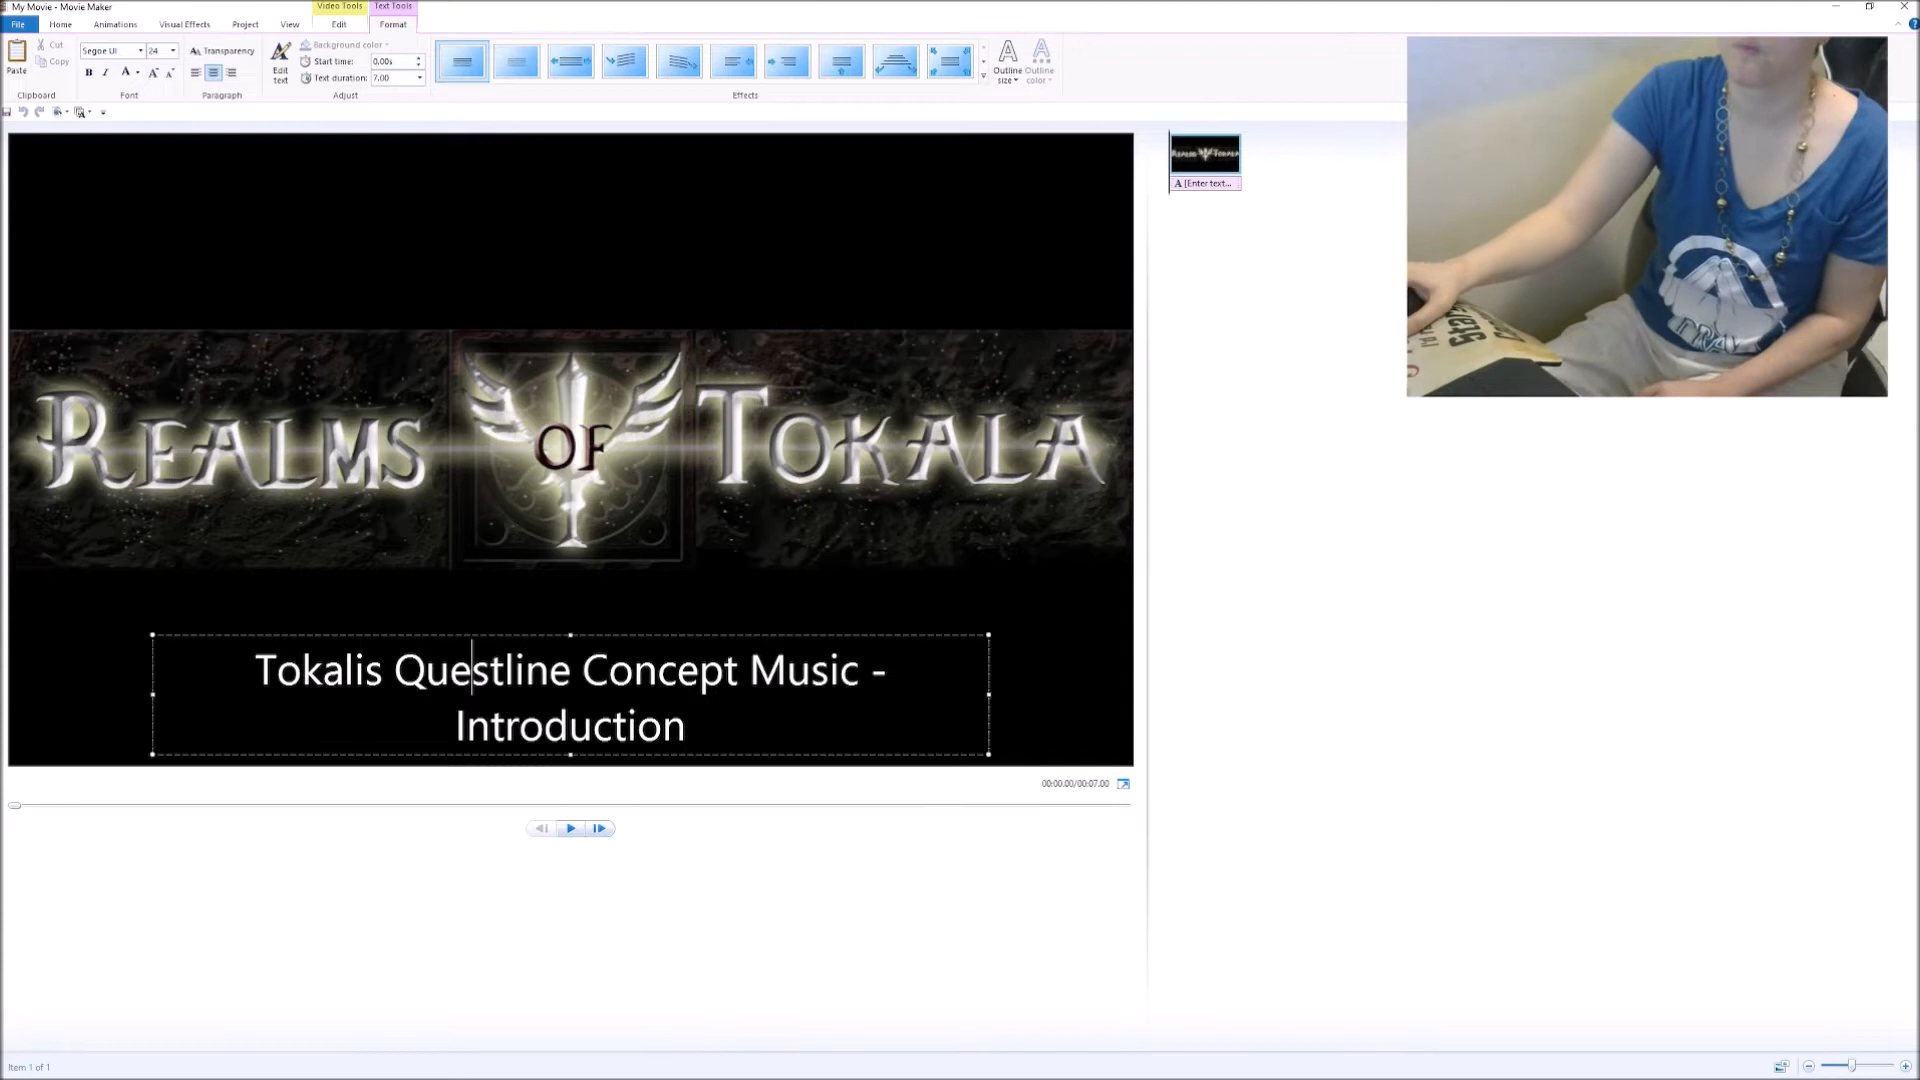 My Movie - Movie Maker
Video Tools
Text Tools
File
Home
Animations
Visual Effects
Project
View
Edit
Format
Paste
Cut
Copy
Clipboard
Segoe UI
24
B I A A A
Font
Transparency
Paragraph
Edit
text
Background color
Start time:
0.00s
Text duration:
7.00
Adjust
Effects
Outline
size
Outline
color
REALMS OF TOKALA
Tokalis Questline Concept Music -
Introduction
A [Enter text...
00:00.00/00:07.00
Item 1 of 1